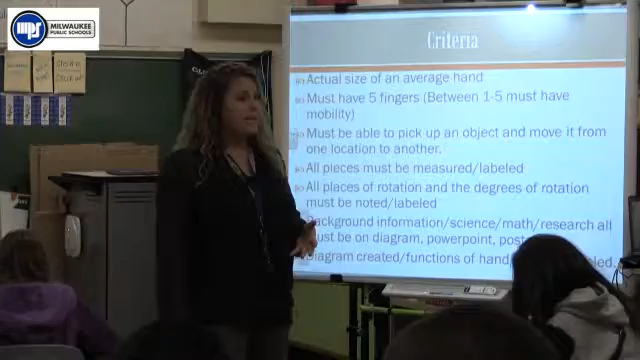 mps
MILWAUKEE
PUBLIC SCHOOLS
Criteria
Actual size of an average hand
Must have 5 fingers (Between 1-5 must have
mobility)
Must be able to pick up an object and move it from
one location to another.
All pieces must be measured/labeled
All places of rotation and the degrees of rotation
must be noted/labeled
Background information/science/math/research all
must be on diagram, powerpoint,
Diagram created/functions of hand